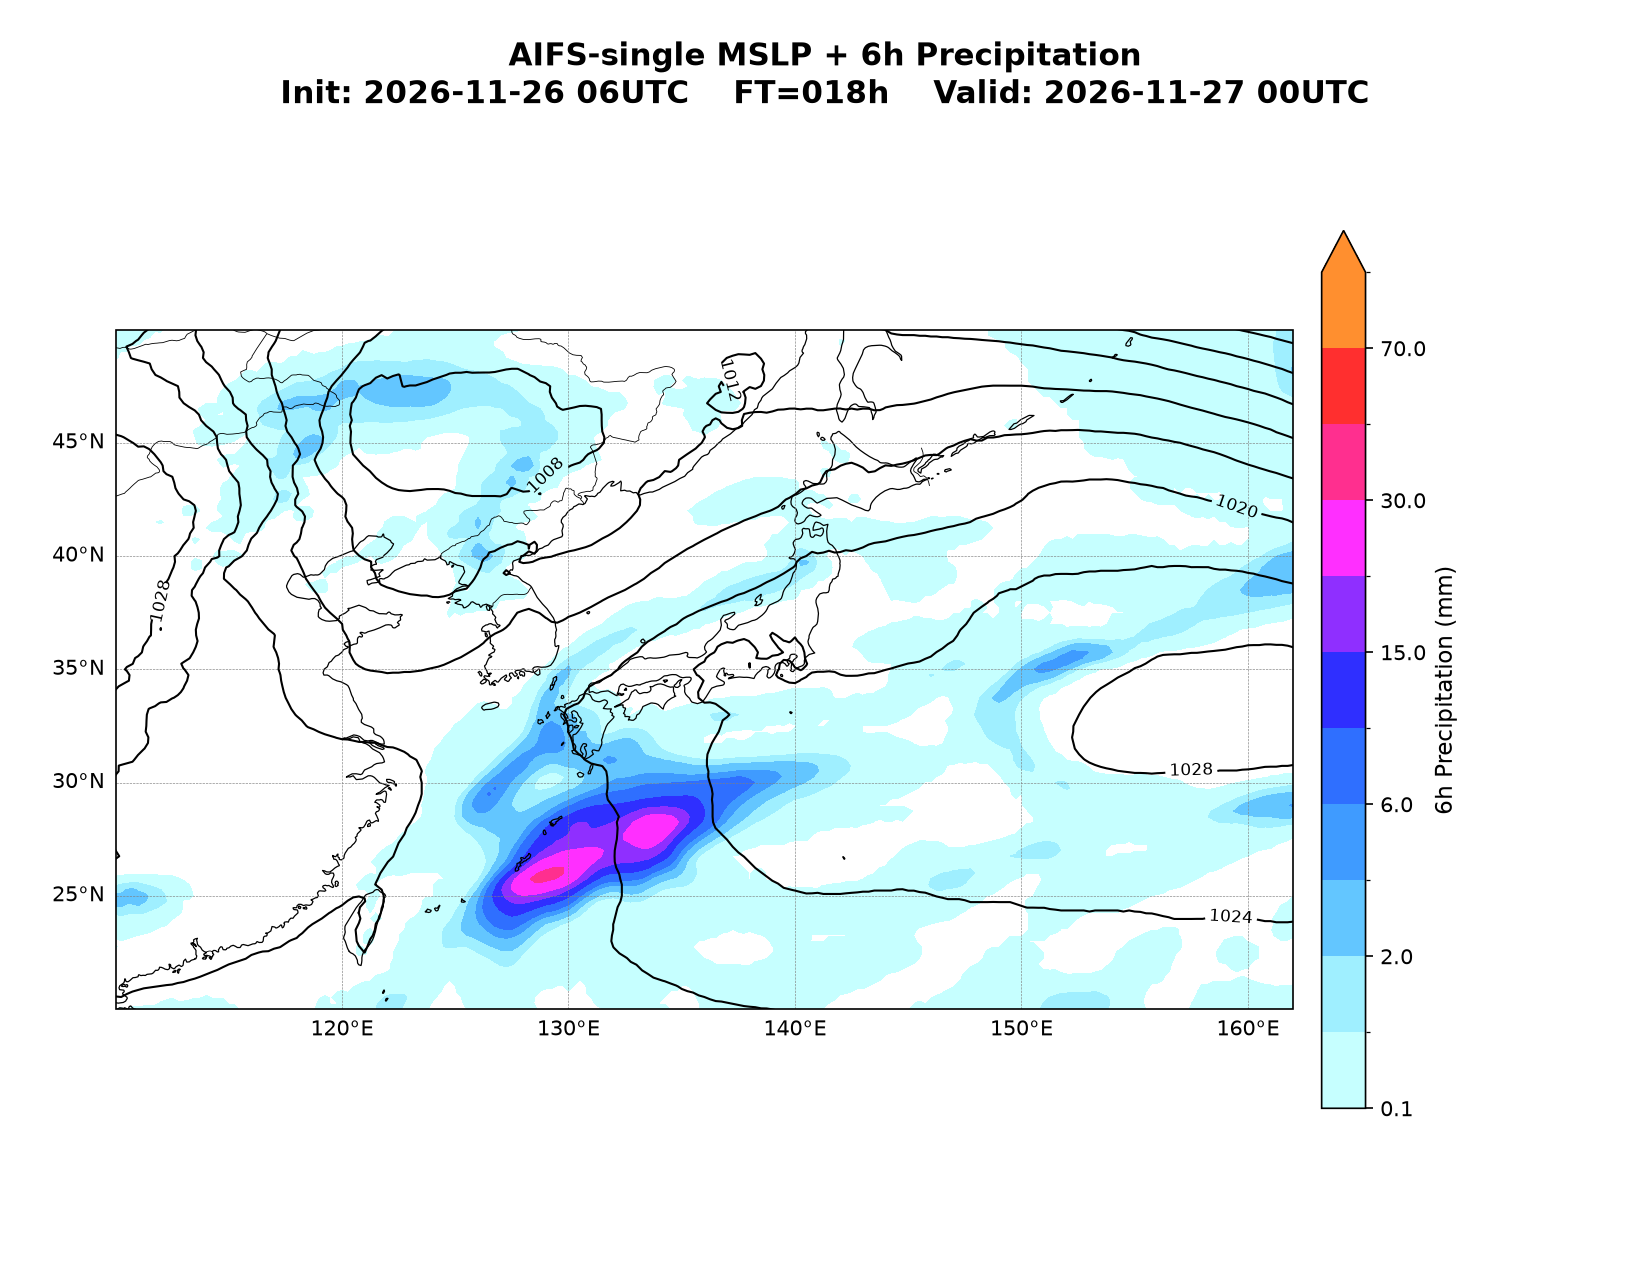 AIFS-single MSLP + 6h Precipitation
Init: 2026-11-26 06UTC    FT=018h    Valid: 2026-11-27 00UTC
1012
1008
1020
1028
1028
1024
45°N
40°N
35°N
30°N
25°N
120°E
130°E
140°E
150°E
160°E
70.0
30.0
15.0
6.0
2.0
0.1
6h Precipitation (mm)